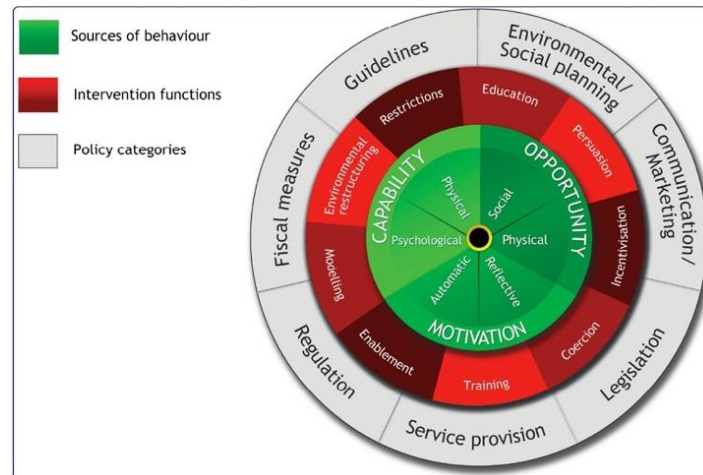 Sources of behaviour
Intervention functions
Policy categories
Guidelines
Environmental/
Social planning
Communication/
Marketing
Legislation
Service provision
Regulation
Fiscal measures
Restrictions
Education
Persuasion
Incentivisation
Coercion
Training
Enablement
Modelling
Environmental
restructuring
CAPABILITY
OPPORTUNITY
MOTIVATION
Physical
Social
Psychological
Physical
Automatic
Reflective